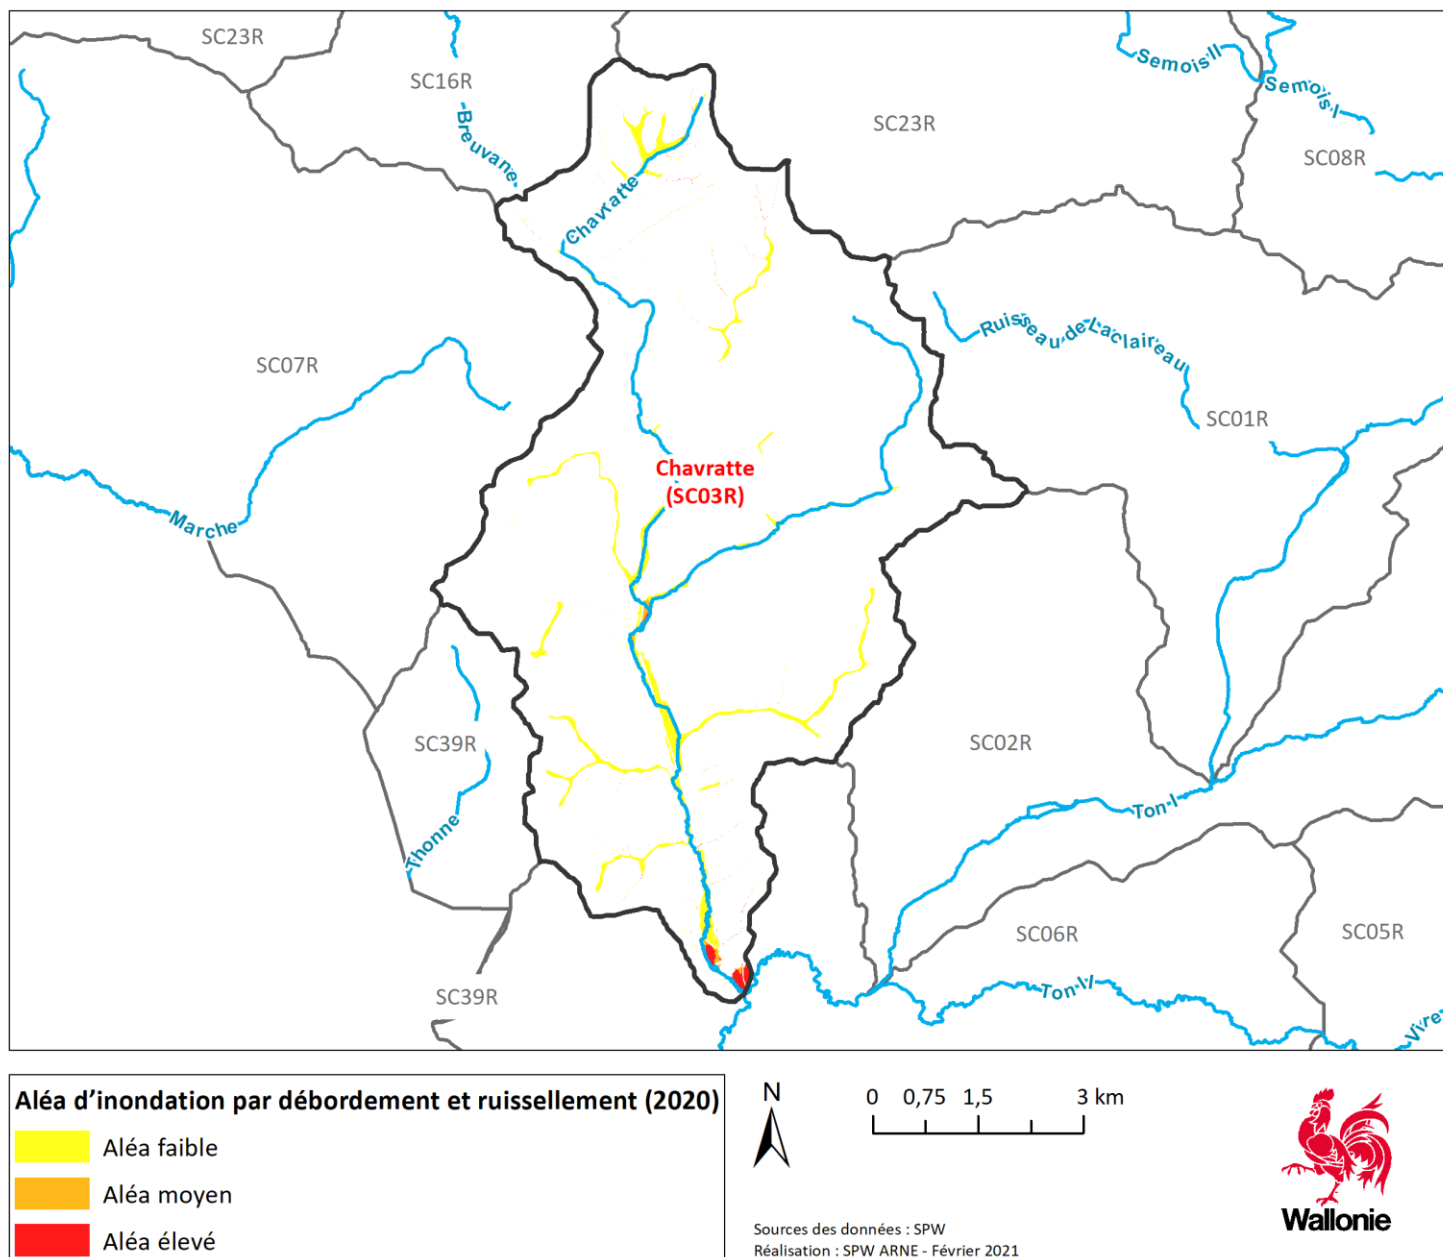 SC23R
SC16R
Breuvanne
Semois II
Semois I
SC23R
SC08R
Chavratte
Ruisseau de Laclaireau
SC07R
SC01R
Chavratte
(SC03R)
Marche
SC39R
SC02R
Thonne
Ton I
SC06R
SC05R
SC39R
Ton V
Vire
Aléa d’inondation par débordement et ruissellement (2020)
Aléa faible
Aléa moyen
Aléa élevé
N
0 0,75 1,5 3 km
Sources des données : SPW
Réalisation : SPW ARNE - Février 2021
Wallonie